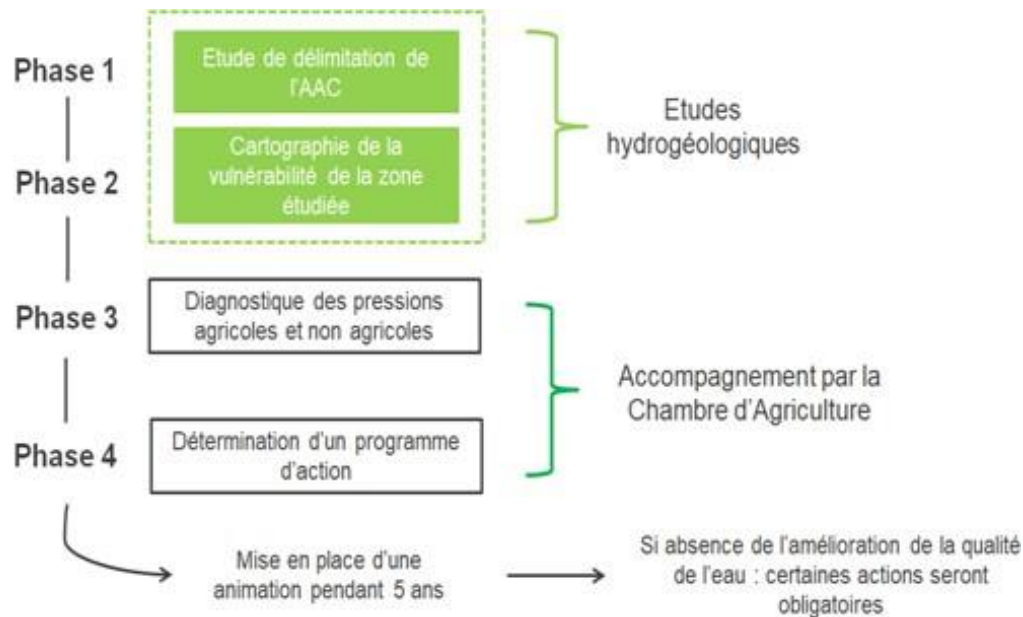 Phase 1
Etude de délimitation de
l'AAC
Phase 2
Cartographie de la
vulnérabilité de la zone
étudiée
Etudes
hydrogéologiques
Phase 3
Diagnostique des pressions
agricoles et non agricoles
Phase 4
Détermination d'un programme
d'action
Accompagnement par la
Chambre d'Agriculture
Mise en place d'une
animation pendant 5 ans
Si absence de l'amélioration de la qualité
de l'eau : certaines actions seront
obligatoires